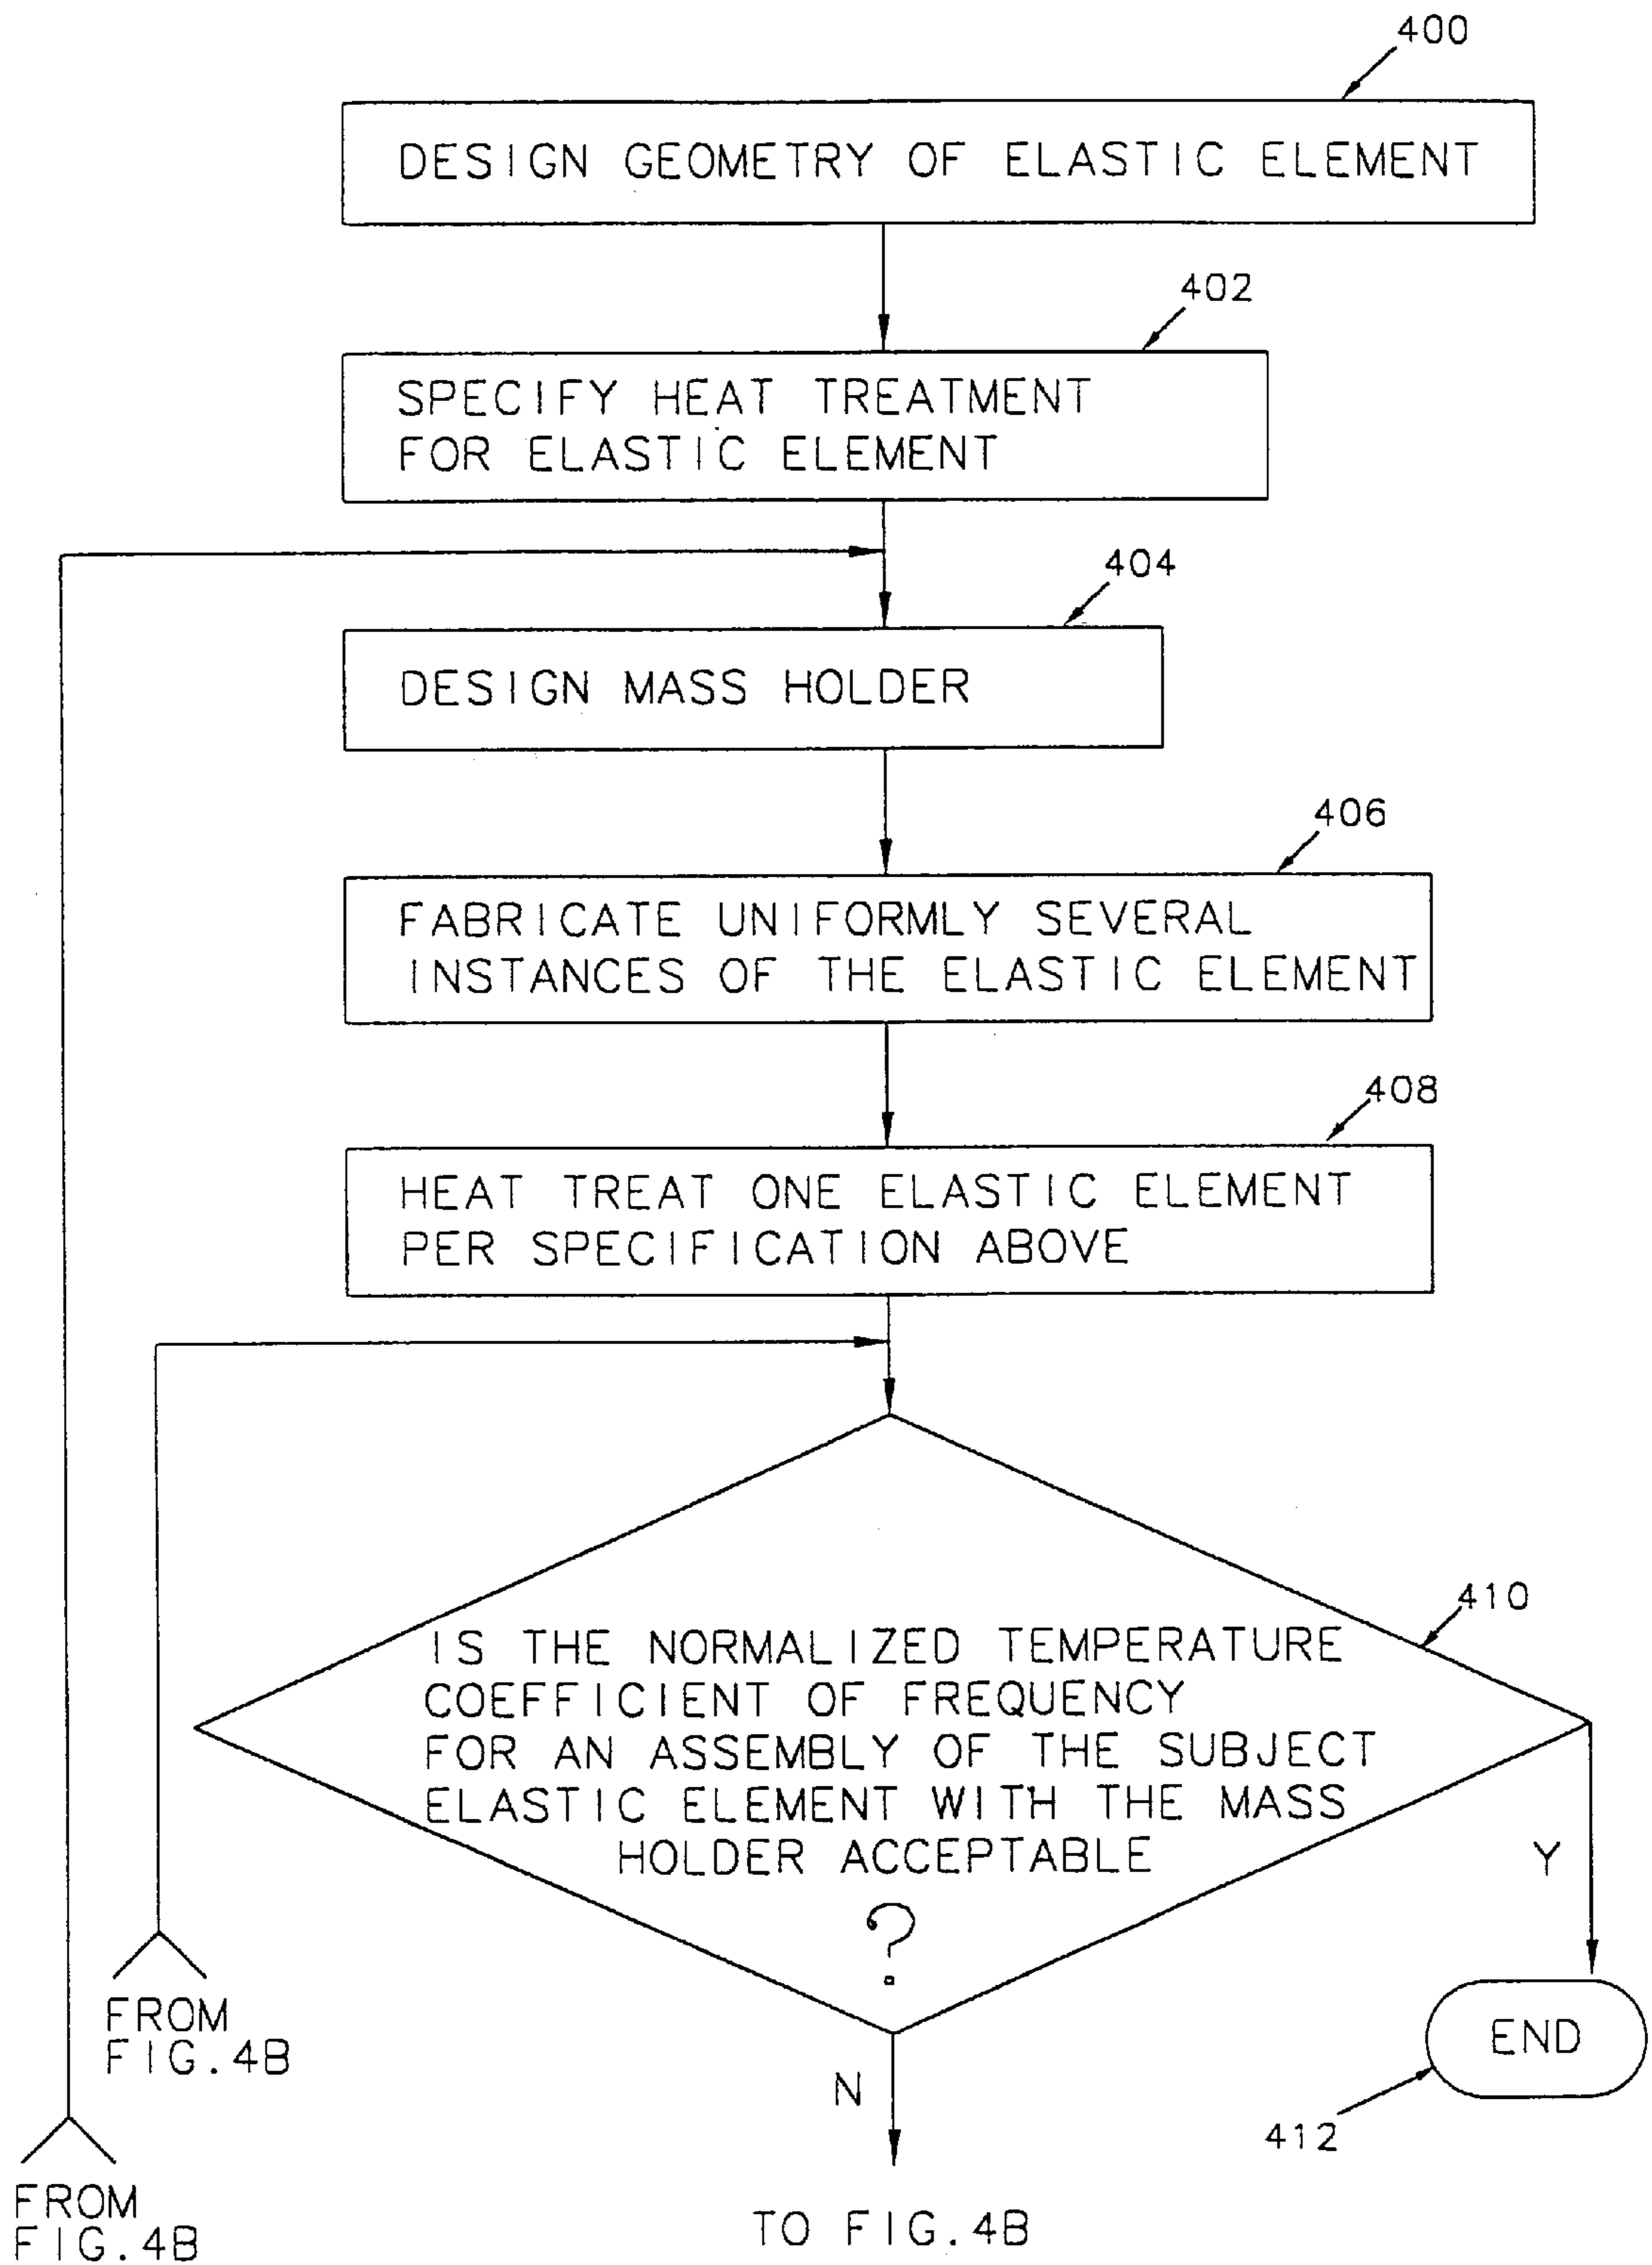 400
DESIGN GEOMETRY OF ELASTIC ELEMENT
402
SPECIFY HEAT TREATMENT
FOR ELASTIC ELEMENT
404
DESIGN MASS HOLDER
406
FABRICATE UNIFORMLY SEVERAL
INSTANCES OF THE ELASTIC ELEMENT
408
HEAT TREAT ONE ELASTIC ELEMENT
PER SPECIFICATION ABOVE
410
IS THE NORMALIZED TEMPERATURE
COEFFICIENT OF FREQUENCY
FOR AN ASSEMBLY OF THE SUBJECT
ELASTIC ELEMENT WITH THE MASS
HOLDER ACCEPTABLE
?
Y
END
412
N
TO FIG.4B
FROM
FIG.4B
FROM
FIG.4B